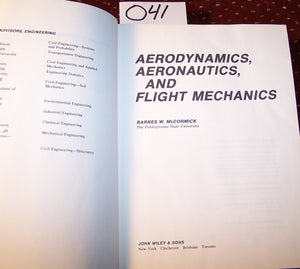 041
ADVISORS, ENGINEERING
Civil Engineering—Systems
and Probability
Transportation Engineering
Civil Engineering and Applied
Mechanics
Engineering Statistics
Civil Engineering—Soil
Mechanics
Environmental Engineering
Industrial Engineering
Chemical Engineering
Mechanical Engineering
Civil Engineering—Structures
AERODYNAMICS,
AERONAUTICS,
AND
FLIGHT MECHANICS
BARNES W. McCORMICK
The Pennsylvania State University
JOHN WILEY & SONS
New York Chichester Brisbane Toronto